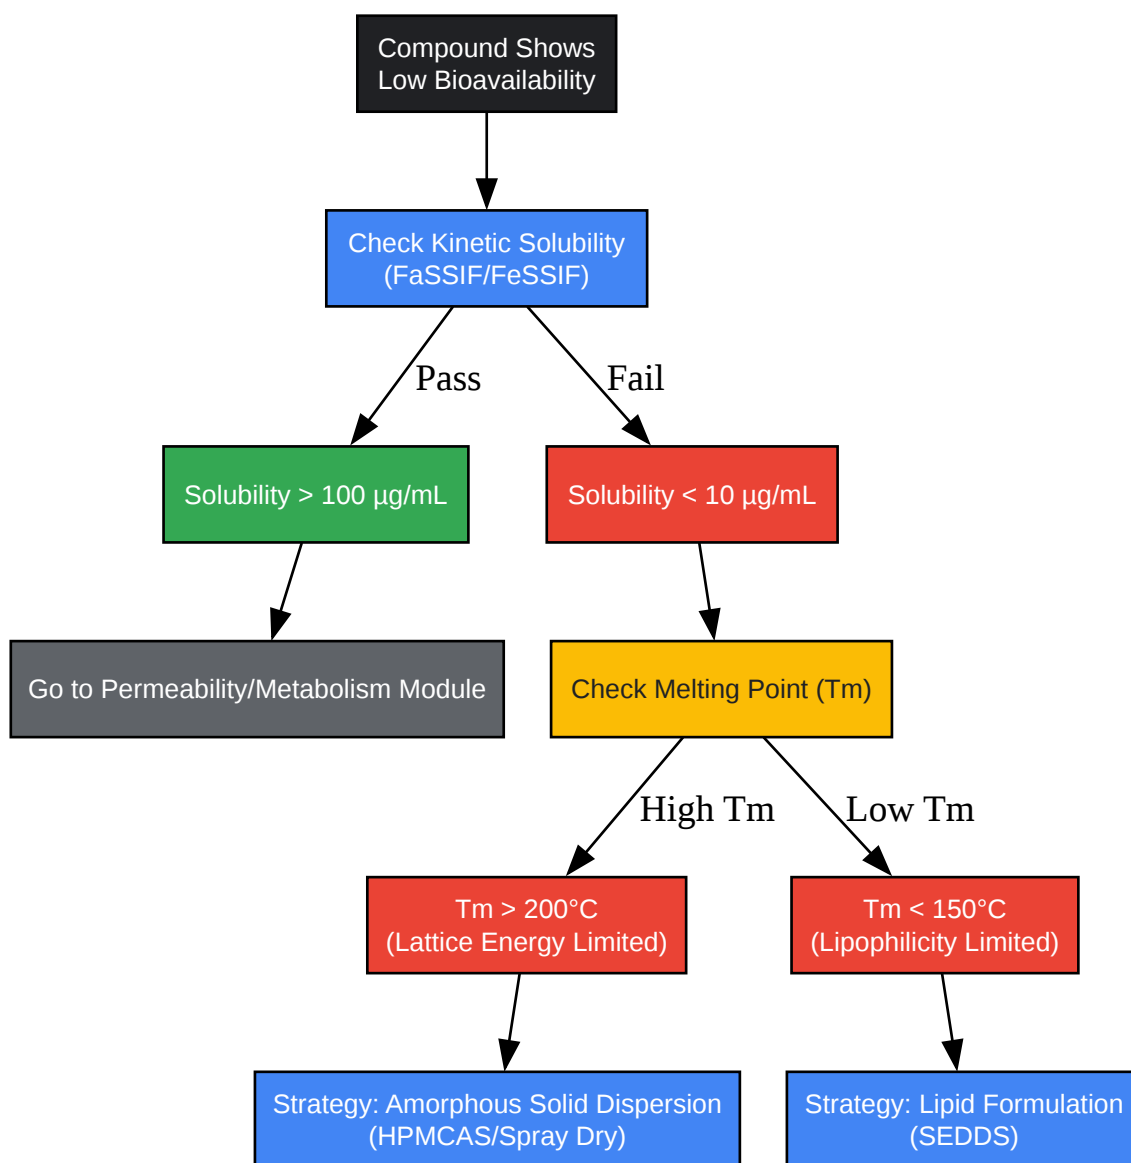 Compound Shows
Low Bioavailability
Check Kinetic Solubility
(FaSSIF/FeSSIF)
Pass
Fail
Solubility > 100 µg/mL
Solubility < 10 µg/mL
Go to Permeability/Metabolism Module
Check Melting Point (Tm)
High Tm
Low Tm
Tm > 200°C
(Lattice Energy Limited)
Tm < 150°C
(Lipophilicity Limited)
Strategy: Amorphous Solid Dispersion
(HPMCAS/Spray Dry)
Strategy: Lipid Formulation
(SEDDS)